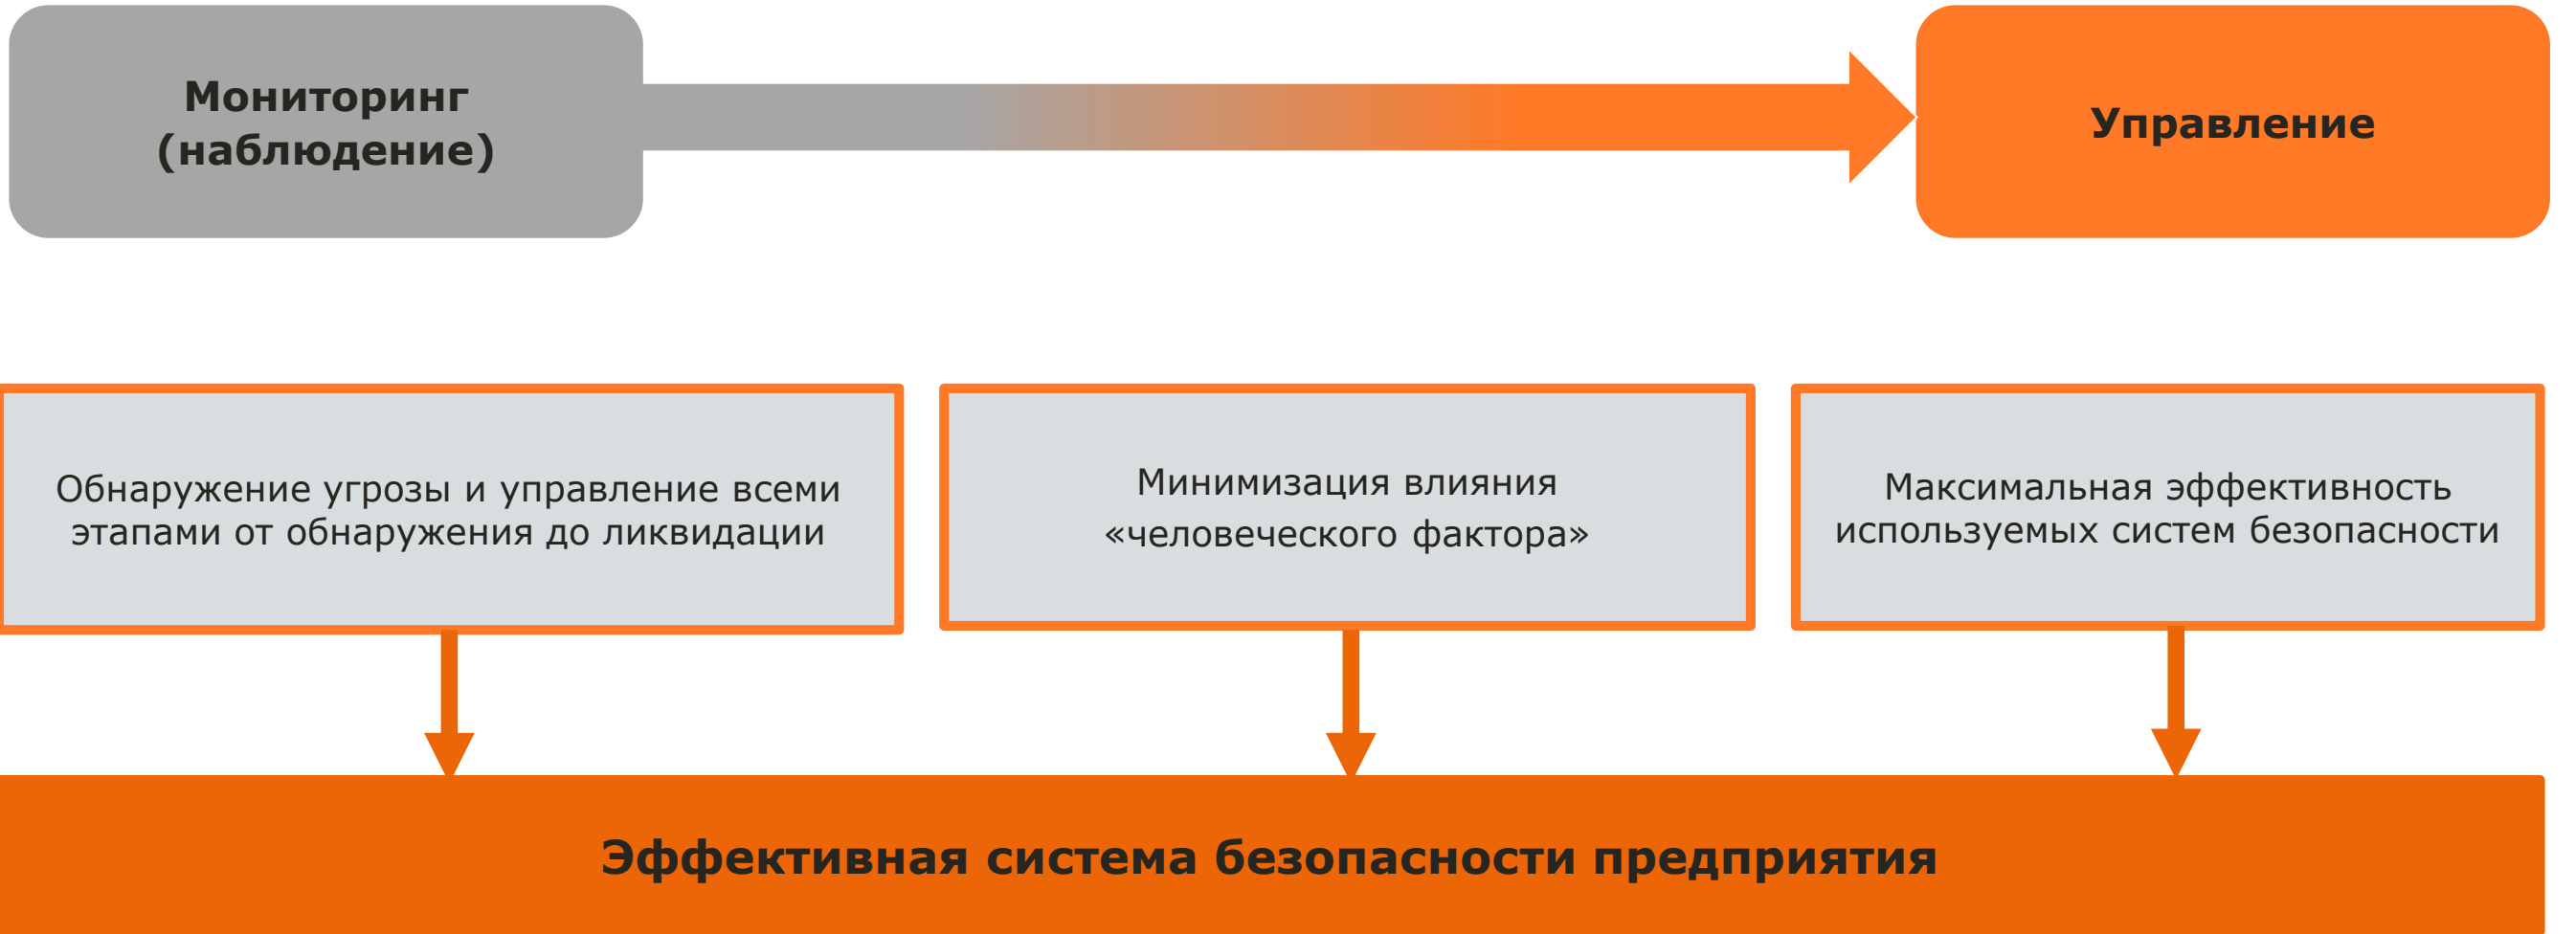 Мониторинг
(наблюдение)
Управление
Обнаружение угрозы и управление всеми
этапами от обнаружения до ликвидации
Минимизация влияния
«человеческого фактора»
Максимальная эффективность
используемых систем безопасности
Эффективная система безопасности предприятия